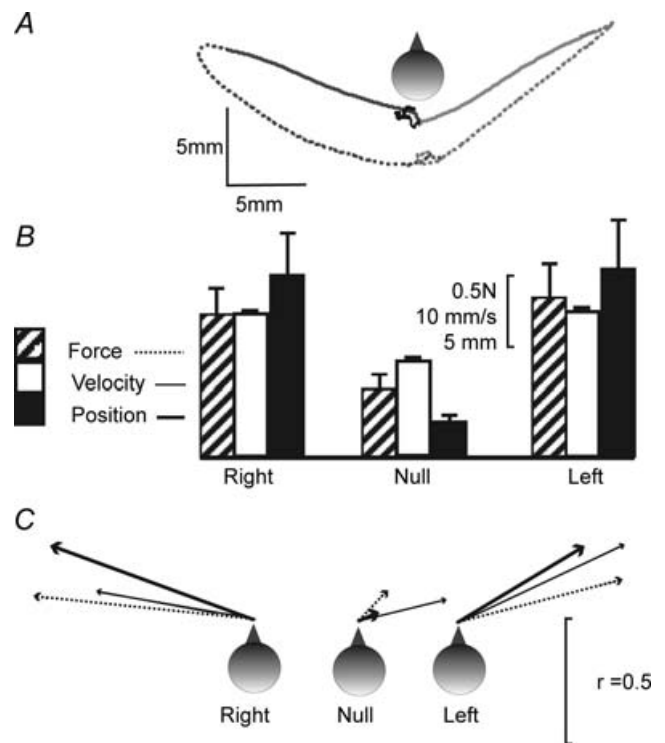 A
5mm
5mm
B
0.5N
10 mm/s
5 mm
Force
Velocity
Position
Right Null Left
C
r =0.5
Right Null Left